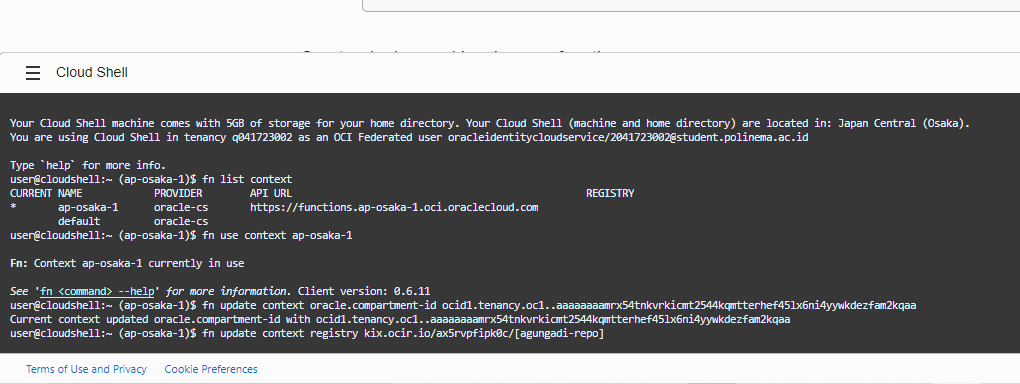 Cloud Shell
Your Cloud Shell machine comes with 5GB of storage for your home directory. Your Cloud Shell (machine and home directory) are located in: Japan Central (Osaka).
You are using Cloud Shell in tenancy q041723002 as an OCI Federated user oracleidentitycloudservice/2041723002@student.polinema.ac.id
Type `help` for more info.
user@cloudshell:~ (ap-osaka-1)$ fn list context
CURRENT NAME PROVIDER API URL REGISTRY
* ap-osaka-1 oracle-cs https://functions.ap-osaka-1.oci.oraclecloud.com
default oracle-cs
user@cloudshell:~ (ap-osaka-1)$ fn use context ap-osaka-1
Fn: Context ap-osaka-1 currently in use
See 'fn <command> --help' for more information. Client version: 0.6.11
user@cloudshell:~ (ap-osaka-1)$ fn update context oracle.compartment-id ocid1.tenancy.oc1..aaaaaaaamrx54tnkvrkicmt2544kqmtterhef45lx6ni4yywkdezfam2kqaa
Current context updated oracle.compartment-id with ocid1.tenancy.oc1..aaaaaaaamrx54tnkvrkicmt2544kqmtterhef45lx6ni4yywkdezfam2kqaa
user@cloudshell:~ (ap-osaka-1)$ fn update context registry kix.ocir.io/ax5rvpfipk0c/[agungadi-repo]
Terms of Use and Privacy Cookie Preferences